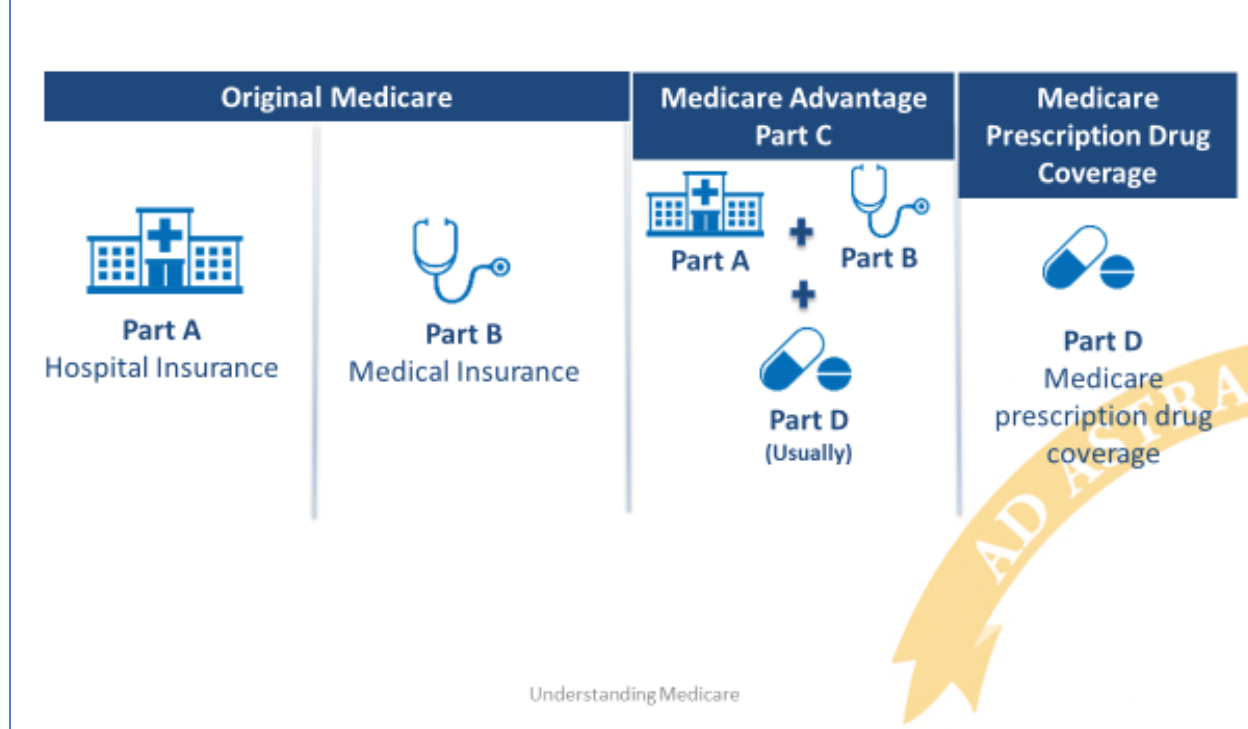 Original Medicare
Part A
Hospital Insurance
Part B
Medical Insurance
Medicare Advantage
Part C
Part A
Part B
Part D
(Usually)
Medicare
Prescription Drug
Coverage
Part D
Medicare
prescription drug
coverage
AD ASTRA
Understanding Medicare